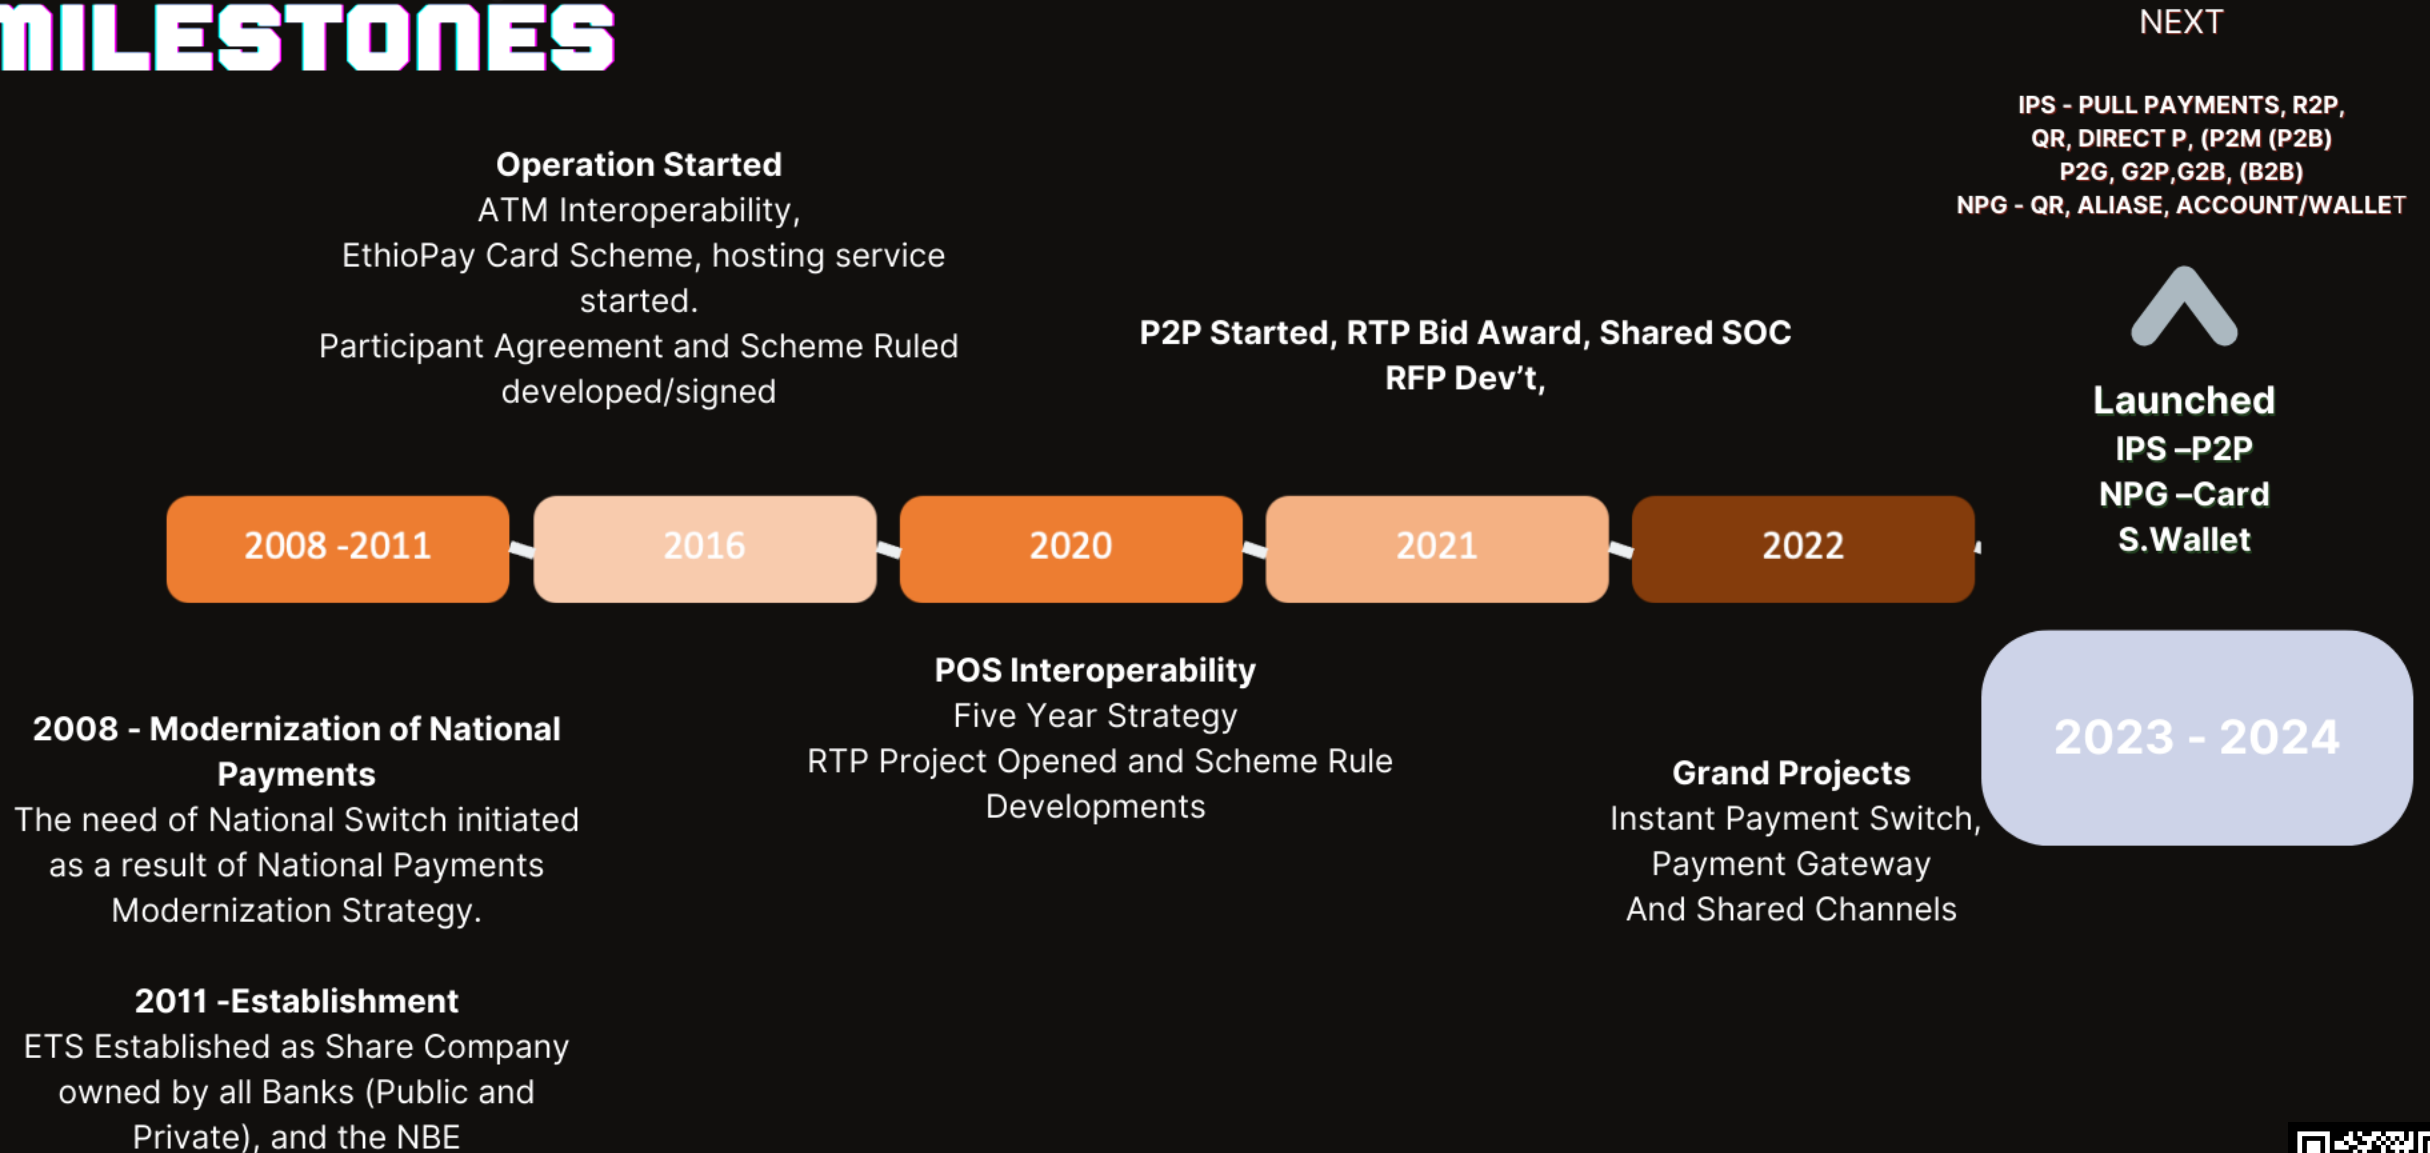 MILESTONES
NEXT
IPS - PULL PAYMENTS, R2P,
QR, DIRECT P, (P2M (P2B)
P2G, G2P,G2B, (B2B)
NPG - QR, ALIASE, ACCOUNT/WALLET
Operation Started
ATM Interoperability,
EthioPay Card Scheme, hosting service
started.
Participant Agreement and Scheme Ruled
developed/signed
P2P Started, RTP Bid Award, Shared SOC
RFP Dev’t,
Launched
IPS –P2P
NPG –Card
S.Wallet
2008 -2011
2016
2020
2021
2022
2023 - 2024
2008 - Modernization of National
Payments
The need of National Switch initiated
as a result of National Payments
Modernization Strategy.
2011 -Establishment
ETS Established as Share Company
owned by all Banks (Public and
Private), and the NBE
POS Interoperability
Five Year Strategy
RTP Project Opened and Scheme Rule
Developments
Grand Projects
Instant Payment Switch,
Payment Gateway
And Shared Channels